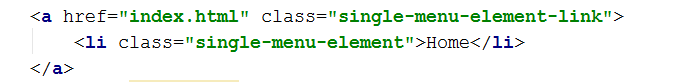 <a href="index.html" class="single-menu-element-link">
    <li class="single-menu-element">Home</li>
</a>